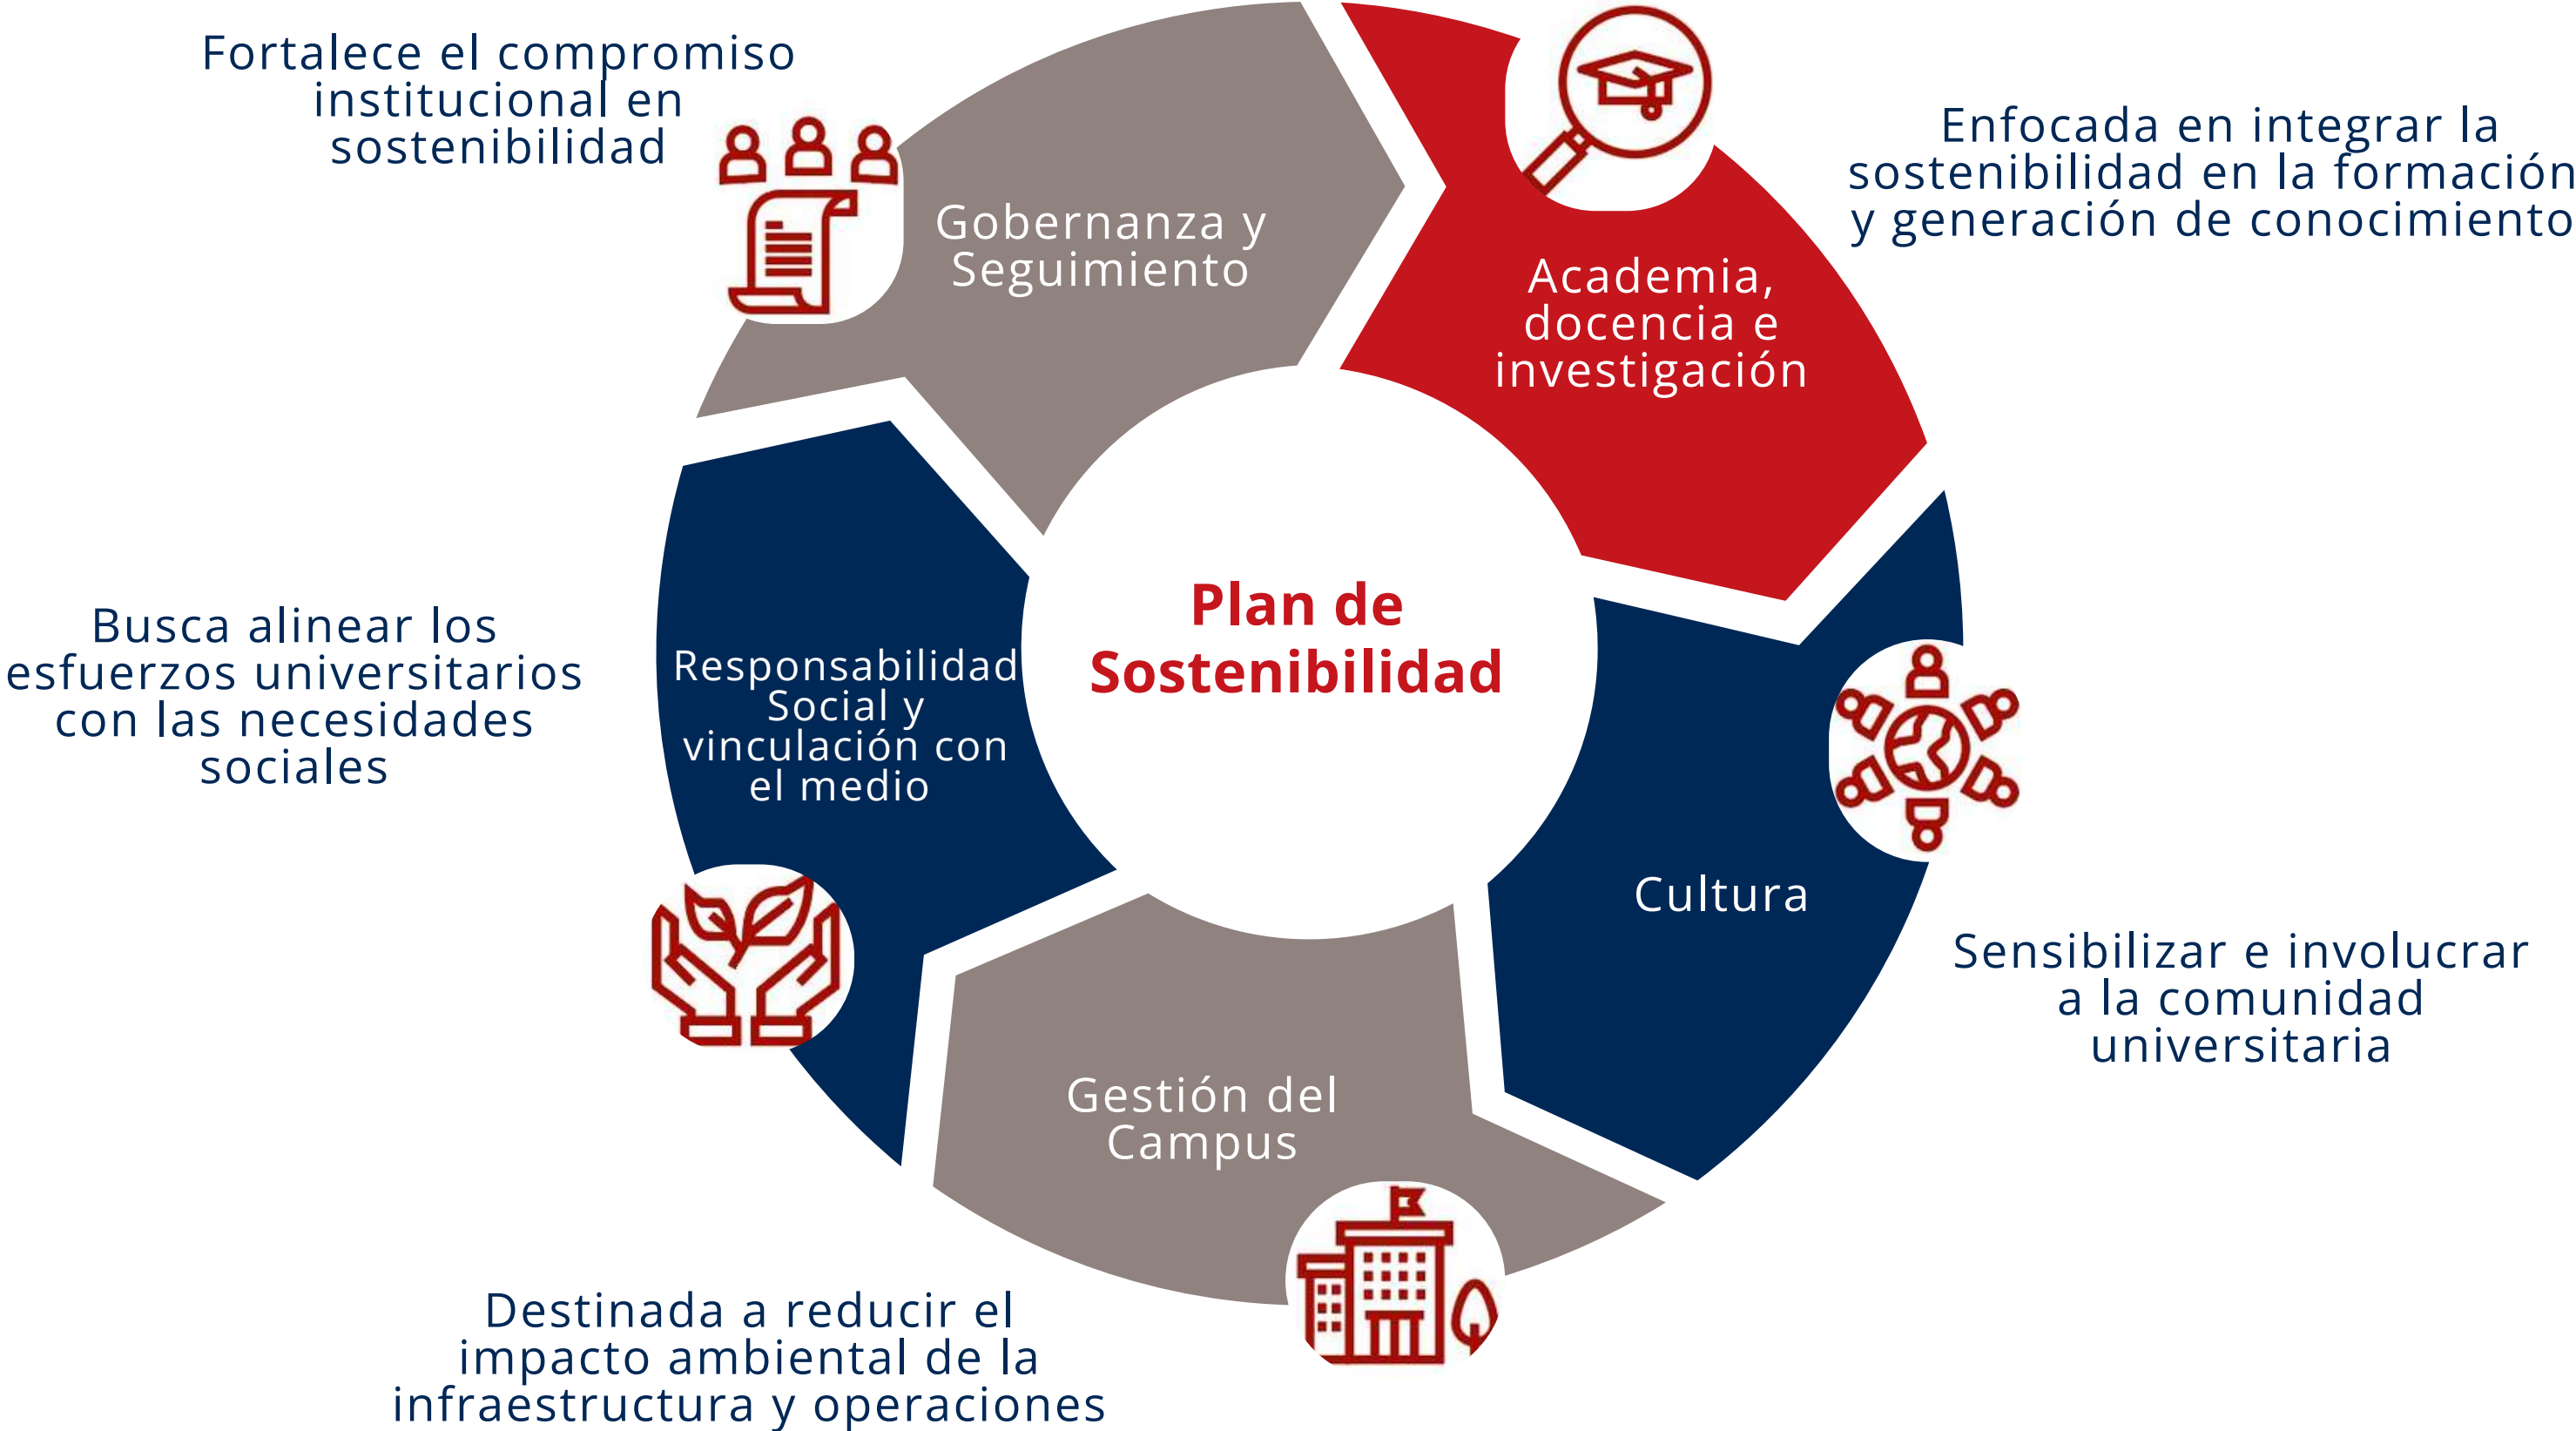 Fortalece el compromiso
institucional en
sostenibilidad
Gobernanza y
Seguimiento
Enfocada en integrar la
sostenibilidad en la formación
y generación de conocimiento
Academia,
docencia e
investigación
Plan de
Sostenibilidad
Busca alinear los
esfuerzos universitarios
con las necesidades
sociales
Responsabilidad
Social y
vinculación con
el medio
Cultura
Sensibilizar e involucrar
a la comunidad
universitaria
Gestión del
Campus
Destinada a reducir el
impacto ambiental de la
infraestructura y operaciones